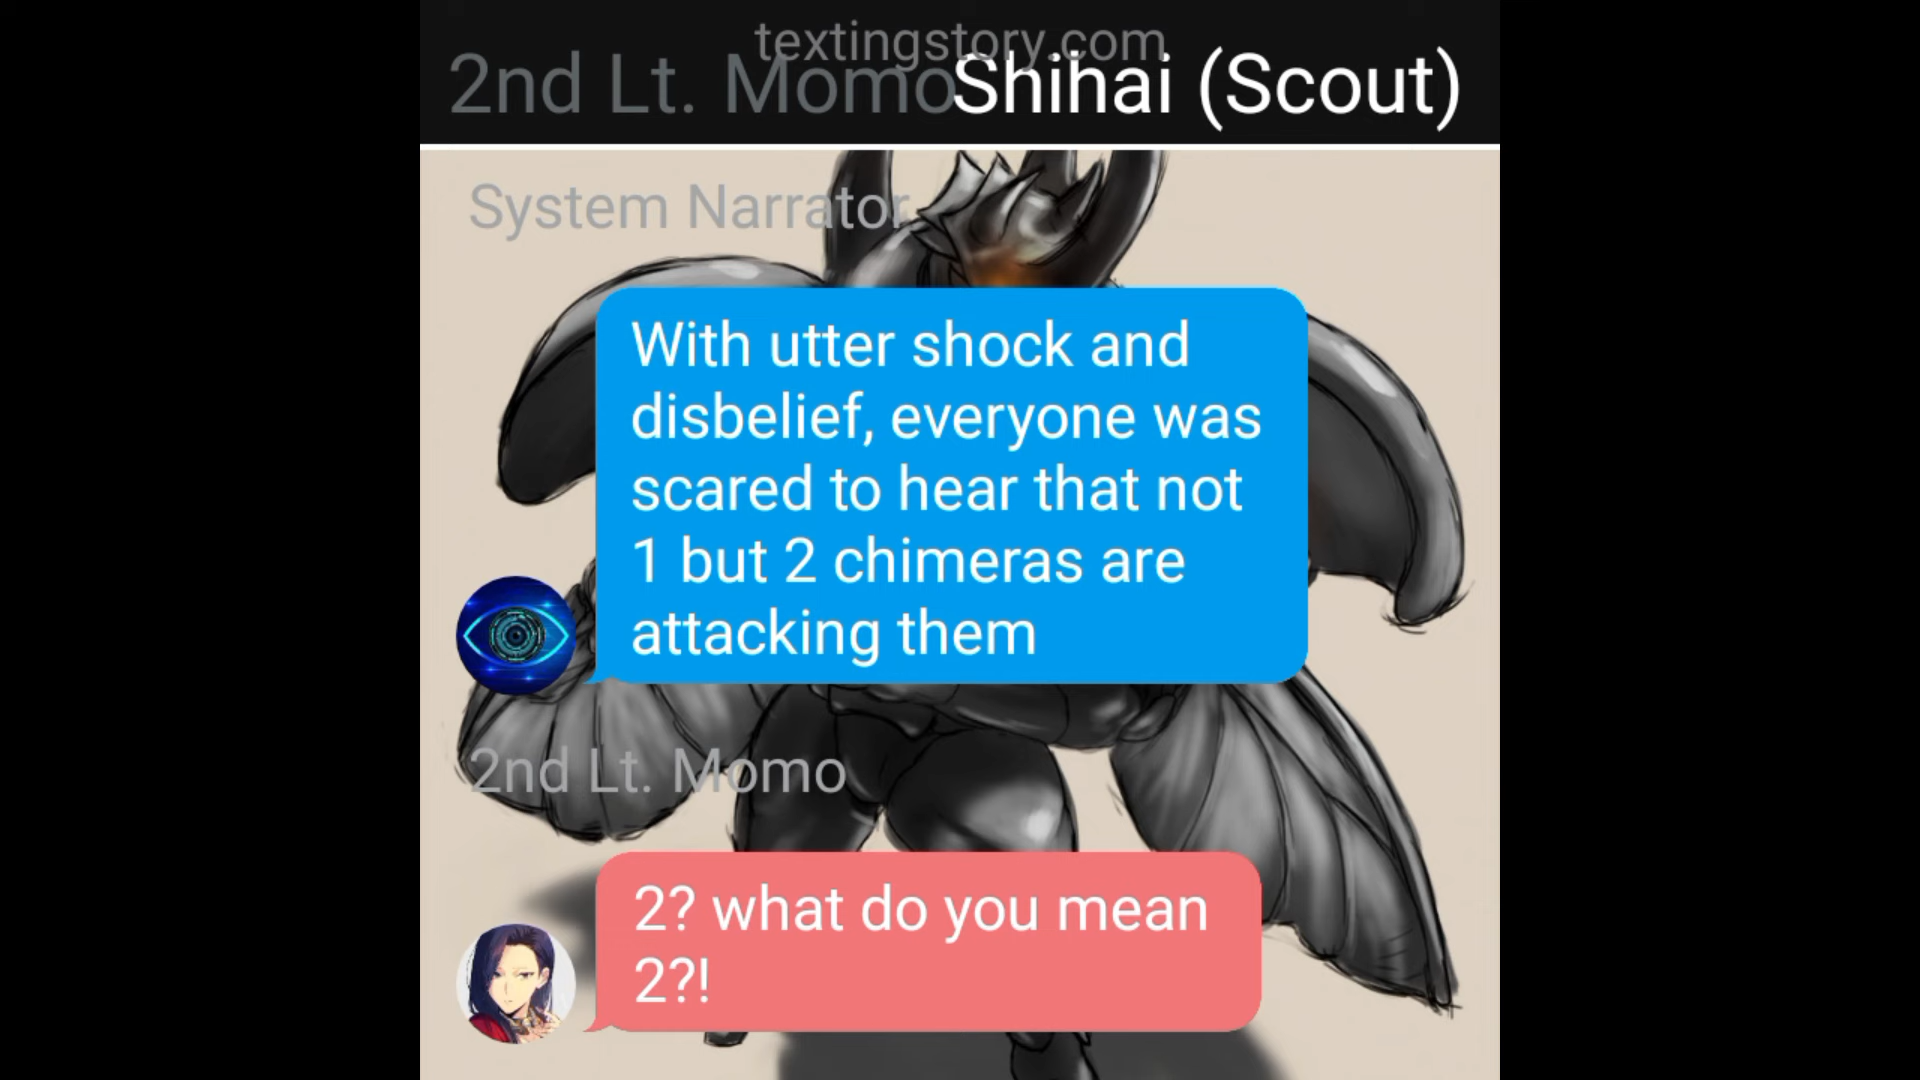 textingstory.com
2nd Lt. Momo Shihai (Scout)
System Narrator
With utter shock and
disbelief, everyone was
scared to hear that not
1 but 2 chimeras are
attacking them
2nd Lt. Momo
2? what do you mean
2?!